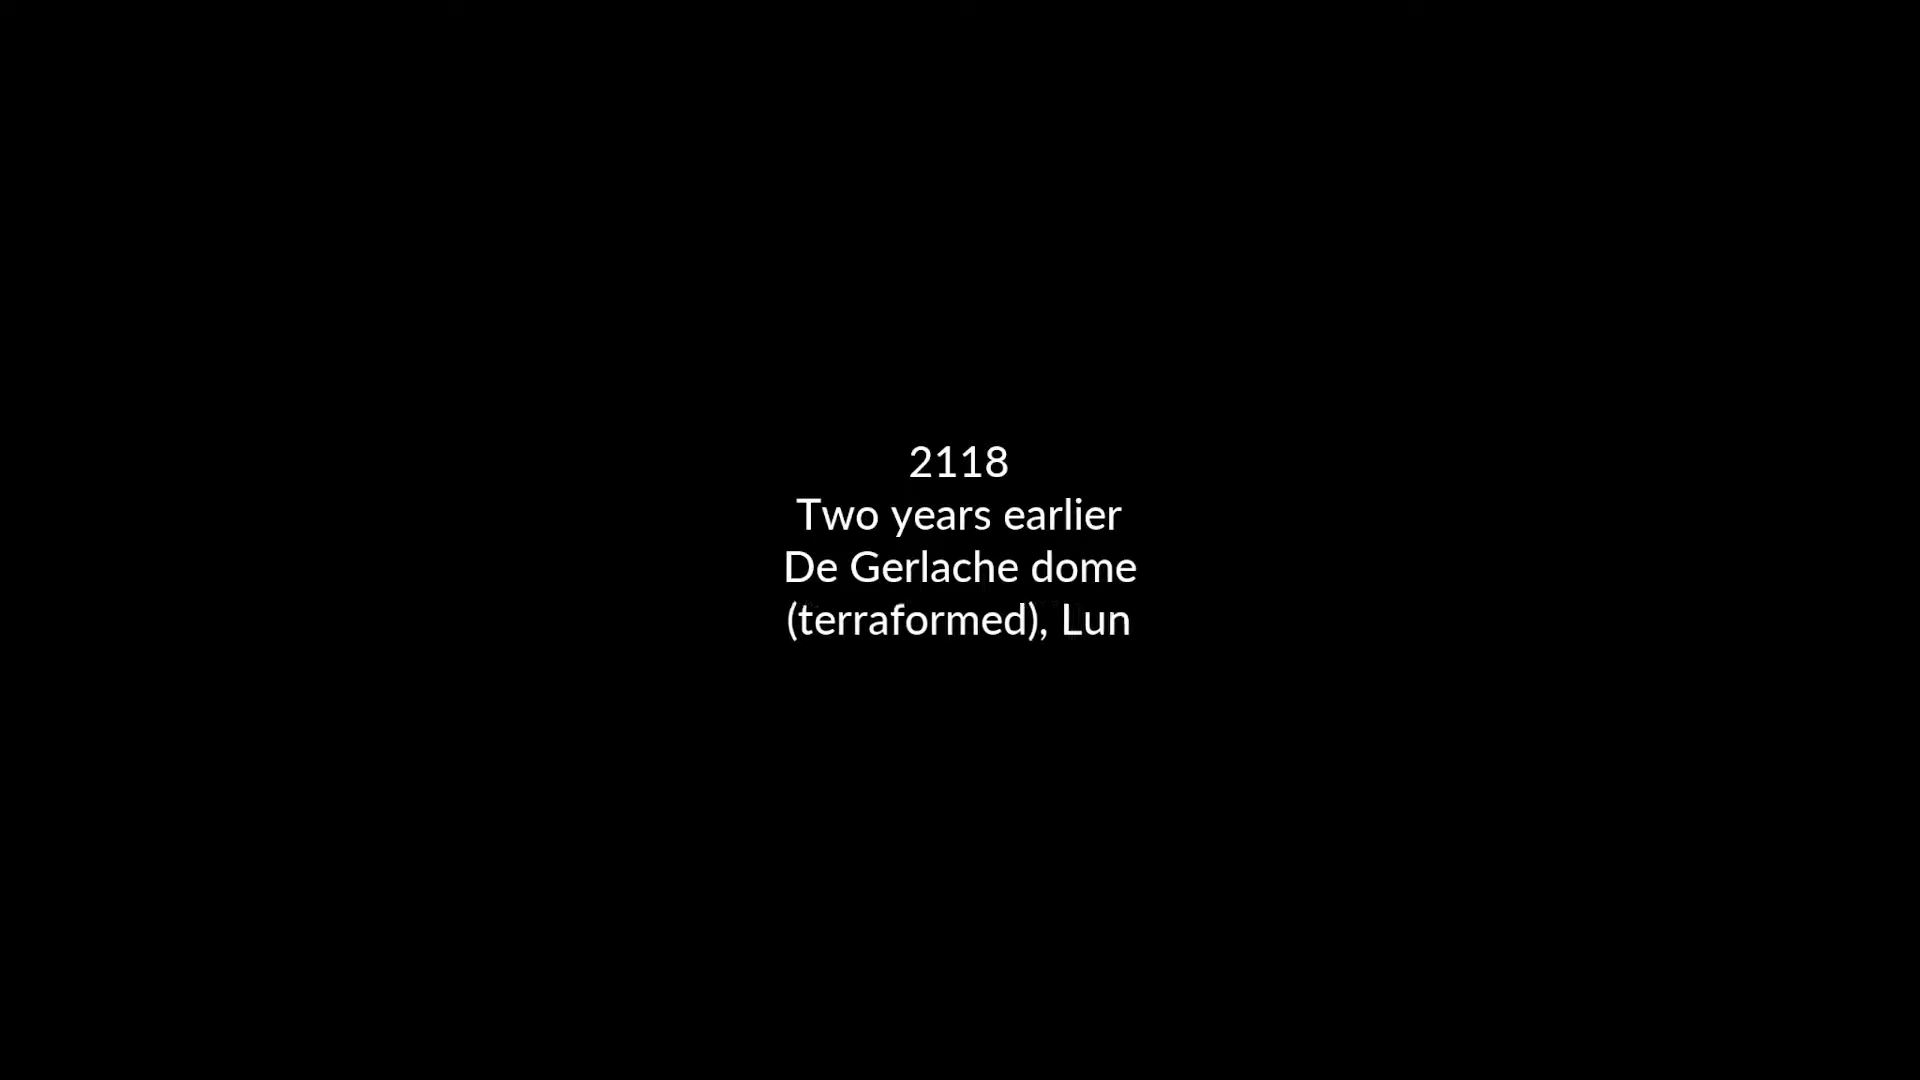 2118
Two years earlier
De Gerlache dome
(terraformed), Lun